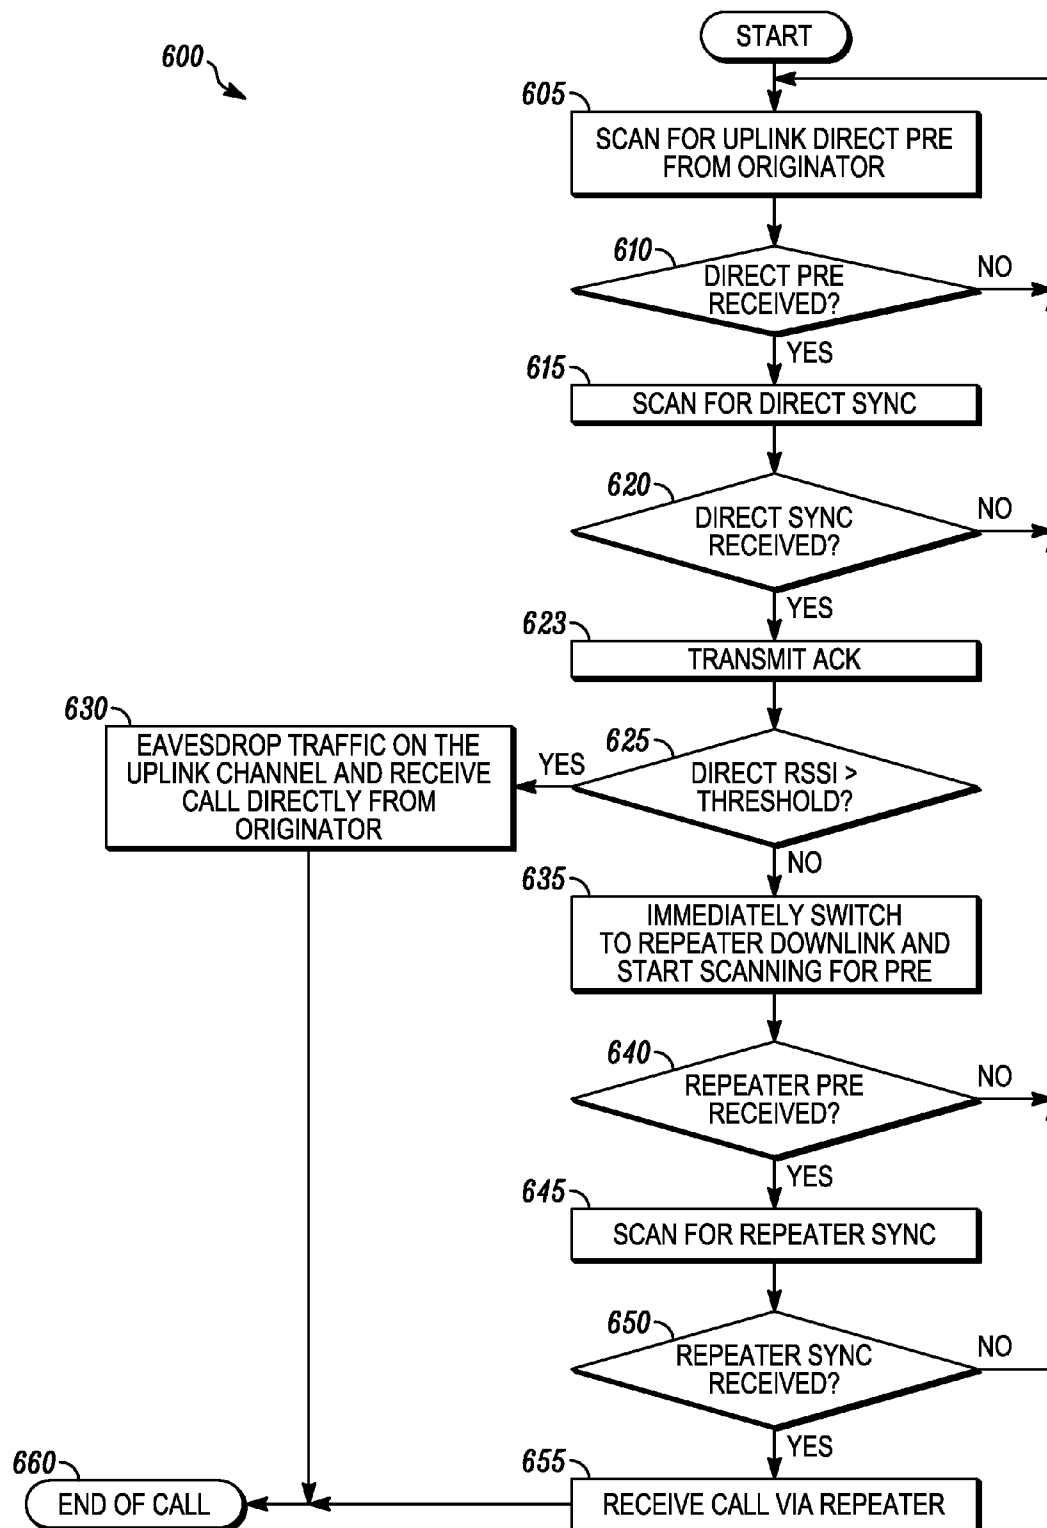 600
START
605
SCAN FOR UPLINK DIRECT PRE
FROM ORIGINATOR
610
DIRECT PRE
RECEIVED?
NO
YES
615
SCAN FOR DIRECT SYNC
620
DIRECT SYNC
RECEIVED?
NO
YES
623
TRANSMIT ACK
630
EAVESDROP TRAFFIC ON THE
UPLINK CHANNEL AND RECEIVE
CALL DIRECTLY FROM
ORIGINATOR
YES
625
DIRECT RSSI >
THRESHOLD?
NO
635
IMMEDIATELY SWITCH
TO REPEATER DOWNLINK AND
START SCANNING FOR PRE
640
REPEATER PRE
RECEIVED?
NO
YES
645
SCAN FOR REPEATER SYNC
650
REPEATER SYNC
RECEIVED?
NO
YES
660
END OF CALL
655
RECEIVE CALL VIA REPEATER